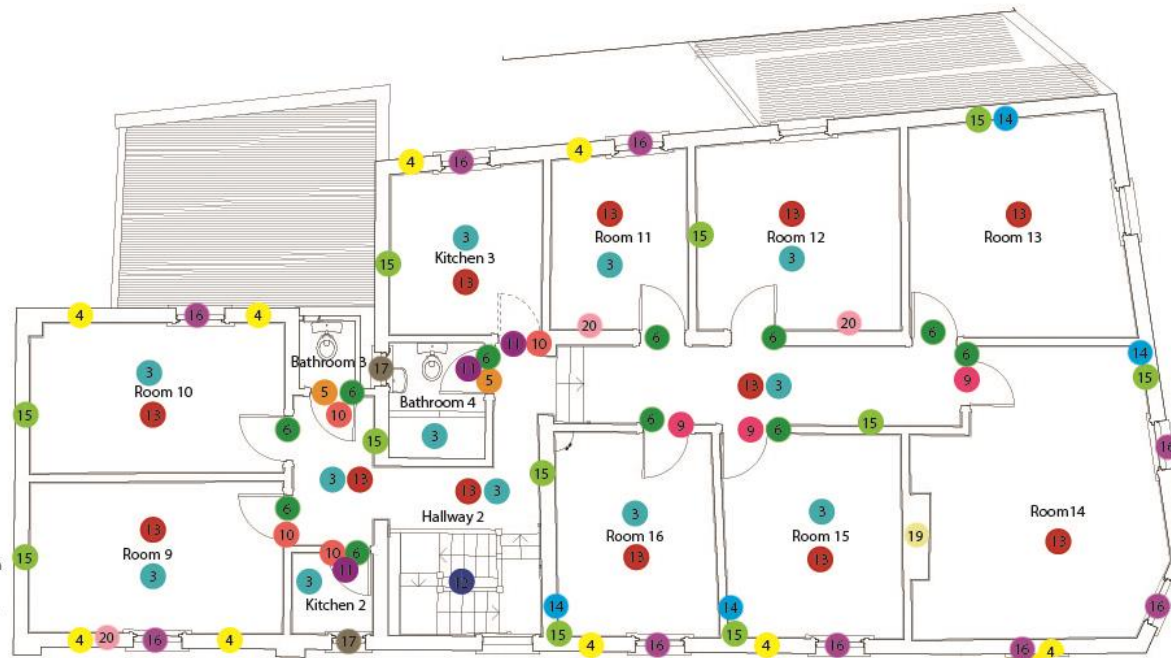 15 14
4 16 4 16
13 13 13
3 Room 11 Room 12 Room 13
Kitchen 3 3 3
15 15
13
4 16 4
20 20
11 10 6 6 6 6 14
Bathroom 3 17 11 6 9 15
3 5 13 3
Room 10 5 6 Bathroom 4
13 10
15 6 15 3 6 9 9 6 15
3 13 13 3 15 16
6 Hallway 2 3 3
13 10 Room 16 Room 15 19 Room14
Room 9 10 6 13 13 13
15 3 11
3 12
Kitchen 2 14 14 16
4 20 16 4 17 15 4 16 15 4 16 16 4